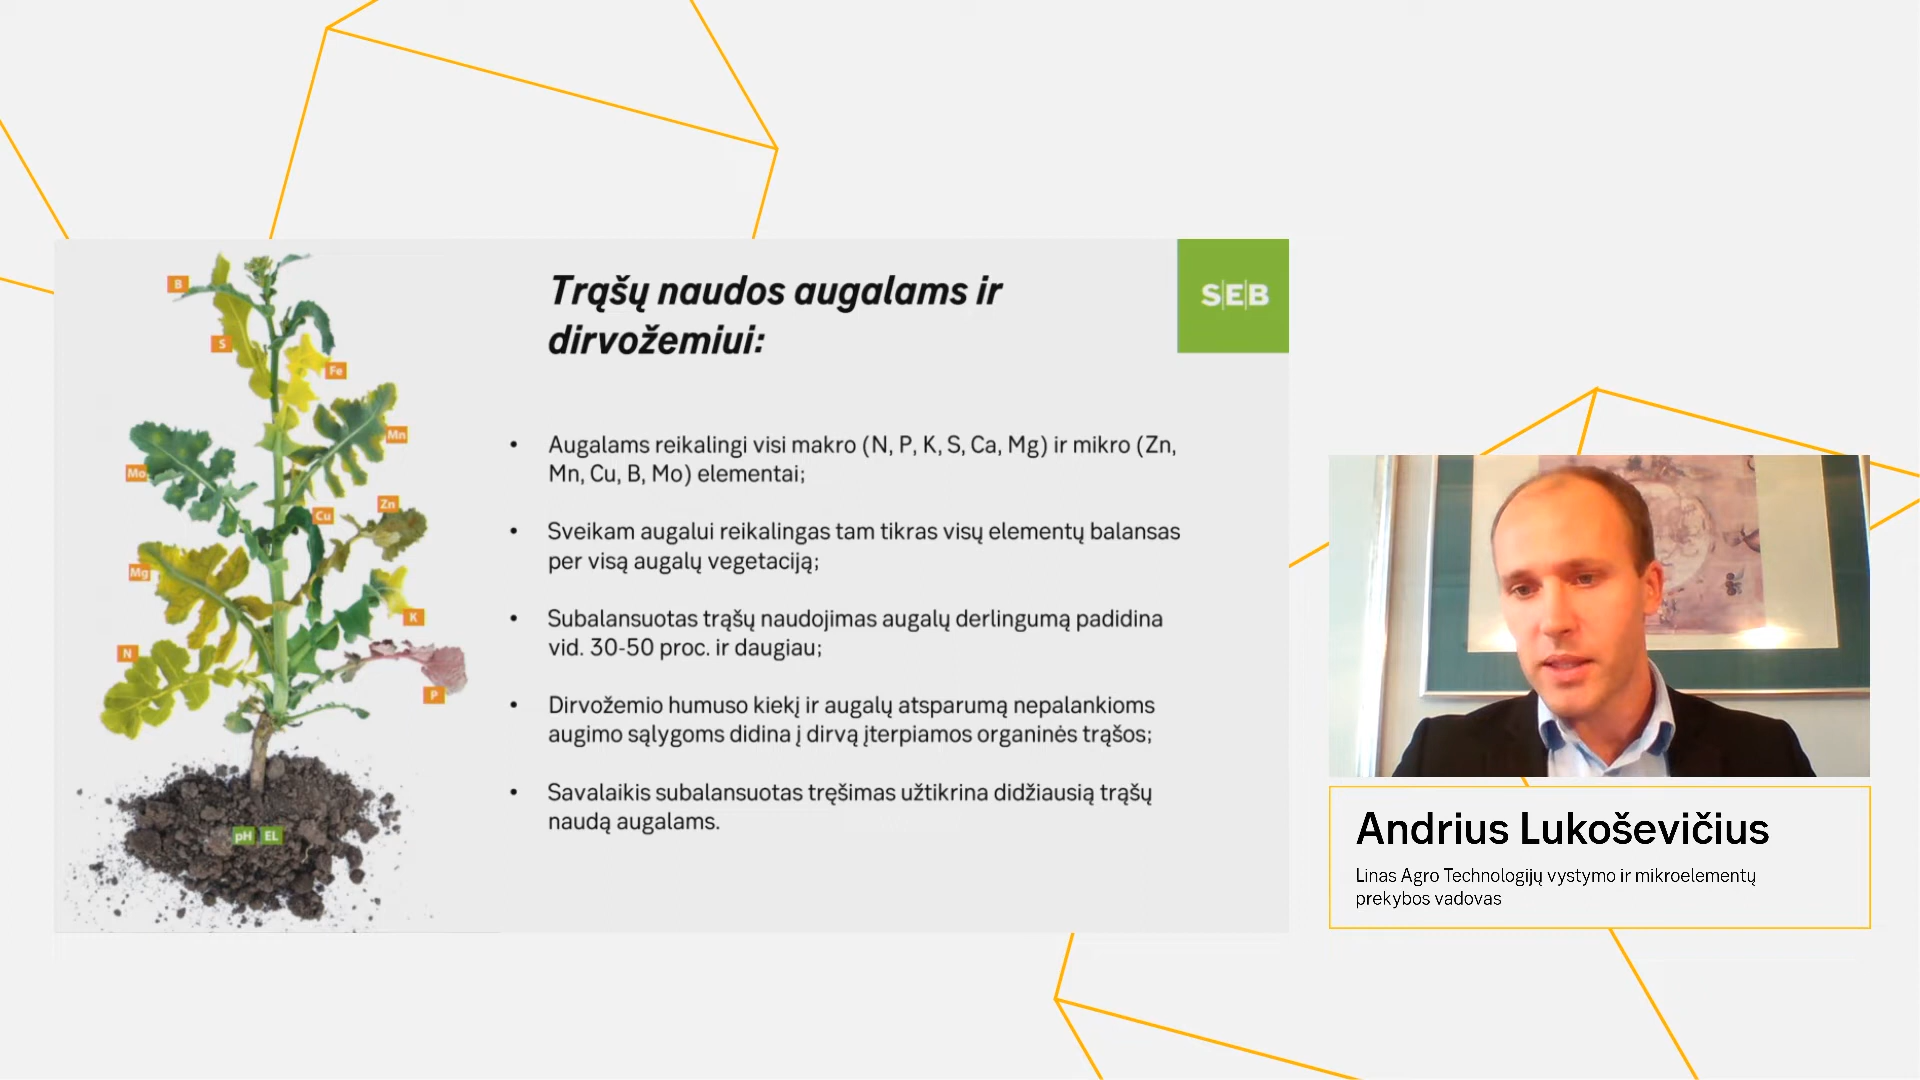 Trąšų naudos augalams ir
dirvožemiui:
S|E|B
• Augalams reikalingi visi makro (N, P, K, S, Ca, Mg) ir mikro (Zn,
Mn, Cu, B, Mo) elementai;
• Sveikam augalui reikalingas tam tikras visų elementų balansas
per visą augalų vegetaciją;
• Subalansuotas trąšų naudojimas augalų derlingumą padidina
vid. 30-50 proc. ir daugiau;
• Dirvožemio humuso kiekį ir augalų atsparumą nepalankioms
augimo sąlygoms didina į dirvą įterpiamos organinės trąšos;
• Savalaikis subalansuotas tręšimas užtikrina didžiausią trąšų
naudą augalams.
B
S
Fe
Mn
Mo
Zn
Cu
Mg
K
N
P
pH EL
Andrius Lukoševičius
Linas Agro Technologijų vystymo ir mikroelementų
prekybos vadovas